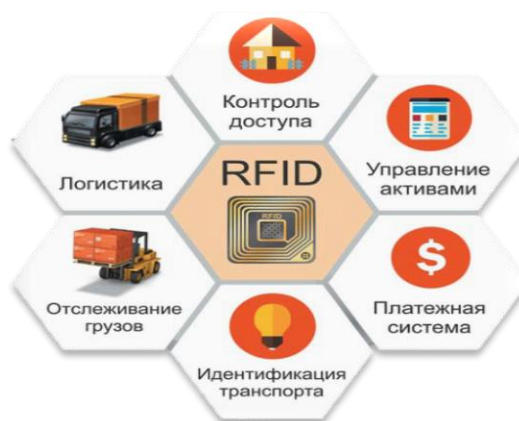 Контроль
доступа
Логистика
Управление
активами
RFID
RFID
Отслеживание
грузов
$
Платежная
система
Идентификация
транспорта